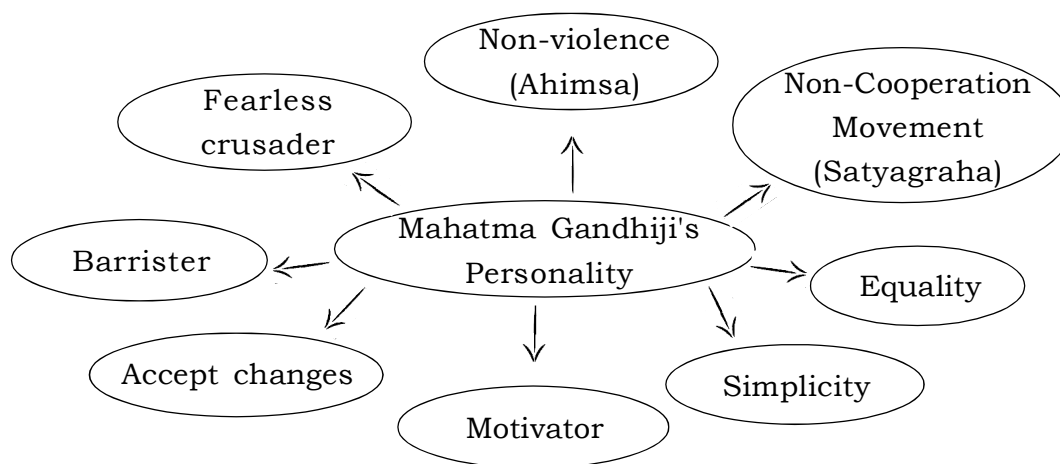 Non-violence
(Ahimsa)
Fearless
crusader
Non-Cooperation
Movement
(Satyagraha)
Mahatma Gandhiji's
Personality
Barrister
Equality
Accept changes
Simplicity
Motivator